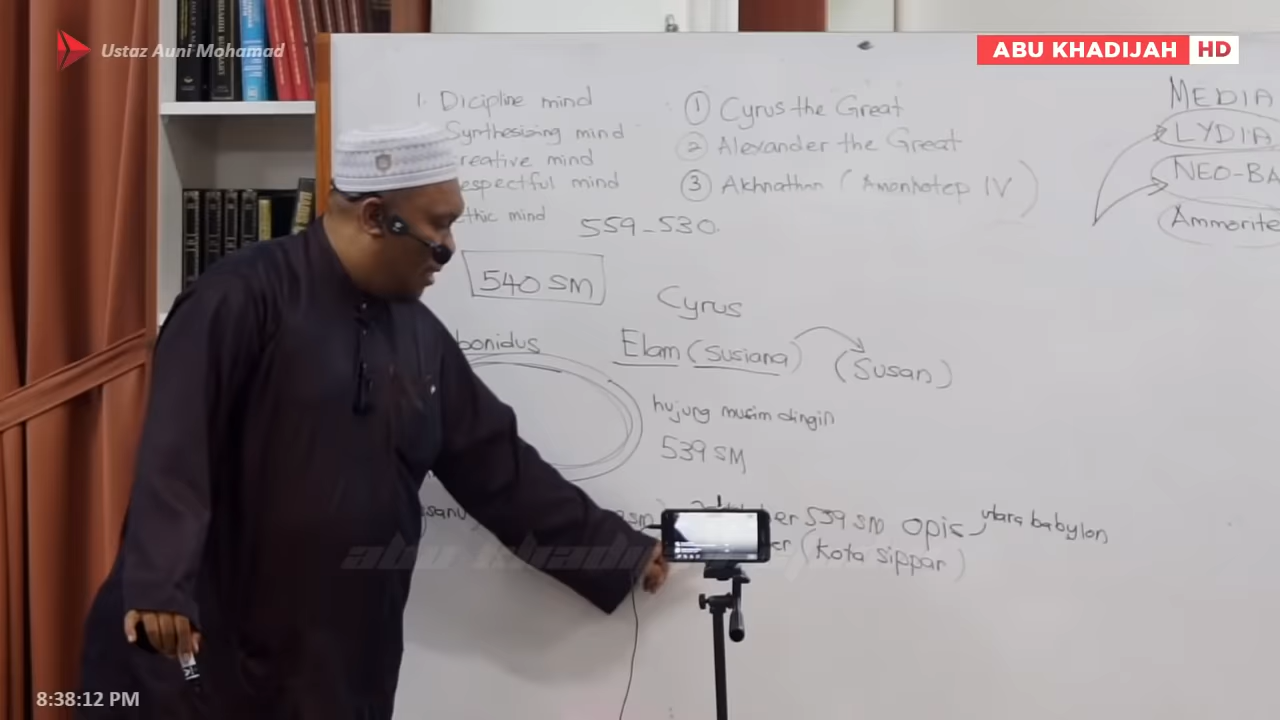 Ustaz Auni Mohamad
ABU KHADIJAH HD
1. Dicipline mind
Synthesizing mind
reative mind
espectful mind
thic mind
① Cyrus the Great
② Alexander the Great
③ Akhnathan (Amenhotep IV)
559-530
MEDIA
LYDIA
NEO-BA
Ammorite
540 SM
Cyrus
bonidus
Elam (Susiana)
(Susan)
hujung musim dingin
539 SM
er 539 SM Opis utara babylon
er (Kota sippar)
8:38:12 PM